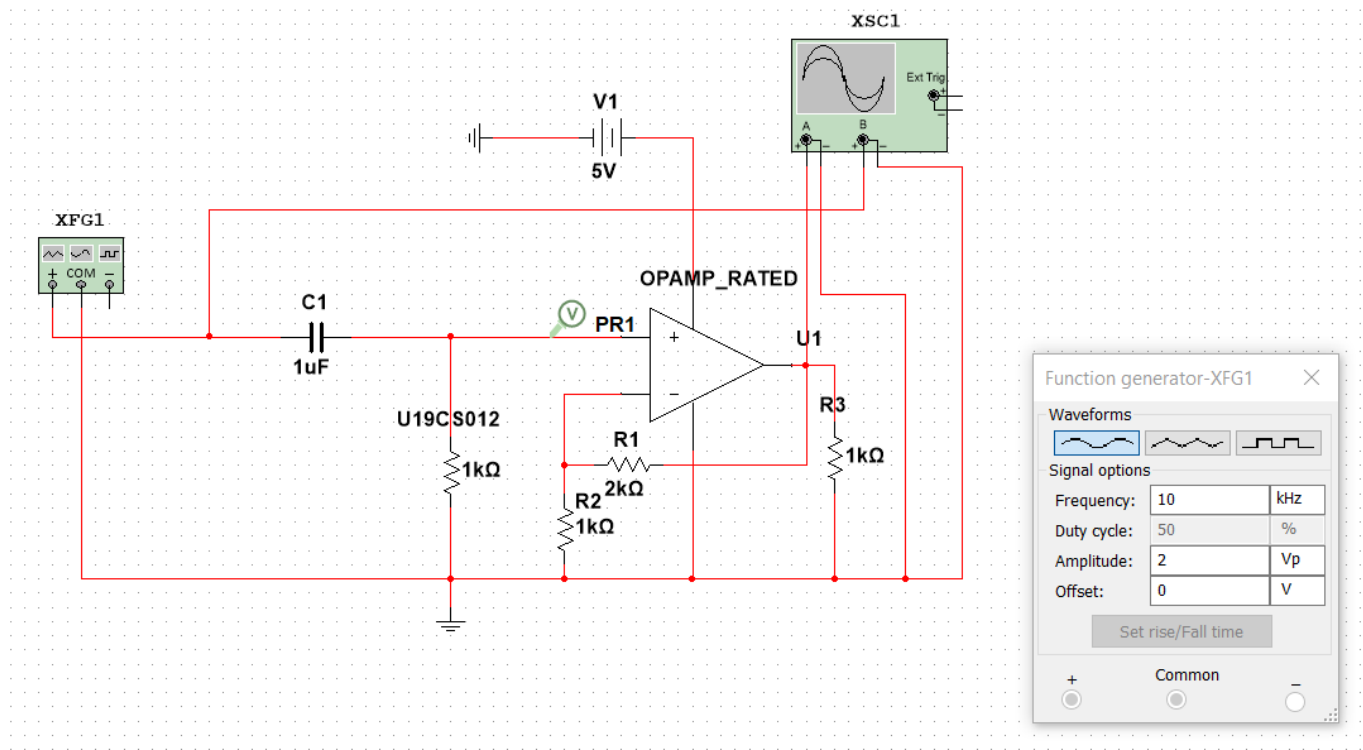 XSC1
Ext Trig
+
−
A
B
+ − + −
V1
5V
XFG1
+ COM −
OPAMP_RATED
C1
1uF
V
PR1
+
−
U1
U19CS012
1kΩ
R1
2kΩ
R2
1kΩ
R3
1kΩ
Function generator-XFG1
Waveforms
Signal options
Frequency: 10 kHz
Duty cycle: 50 %
Amplitude: 2 Vp
Offset: 0 V
Set rise/Fall time
+ Common −